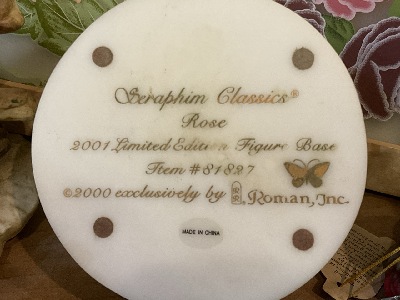 Seraphim Classics®
Rose
2001 Limited Edition Figure Base
Item #81827
©2000 exclusively by Roman, Inc.
MADE IN CHINA